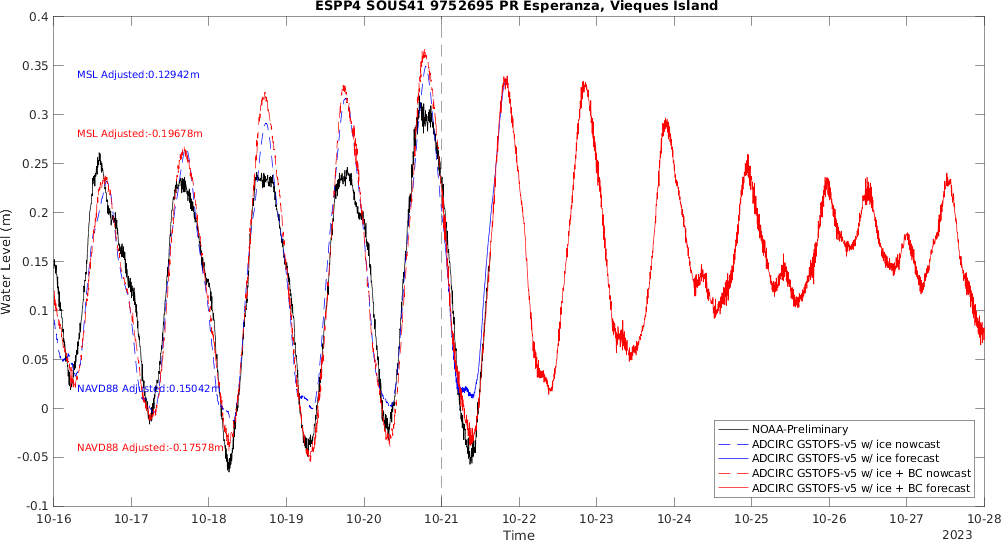 ESPP4 SOUS41 9752695 PR Esperanza, Vieques Island
0.4
0.35
0.3
0.25
0.2
0.15
0.1
0.05
0
-0.05
-0.1
Water Level (m)
MSL Adjusted:0.12942m
MSL Adjusted:-0.19678m
NAVD88 Adjusted:0.15042m
NAVD88 Adjusted:-0.17578m
NOAA-Preliminary
ADCIRC GSTOFS-v5 w/ ice nowcast
ADCIRC GSTOFS-v5 w/ ice forecast
ADCIRC GSTOFS-v5 w/ ice + BC nowcast
ADCIRC GSTOFS-v5 w/ ice + BC forecast
10-16 10-17 10-18 10-19 10-20 10-21 10-22 10-23 10-24 10-25 10-26 10-27 10-28
Time
2023